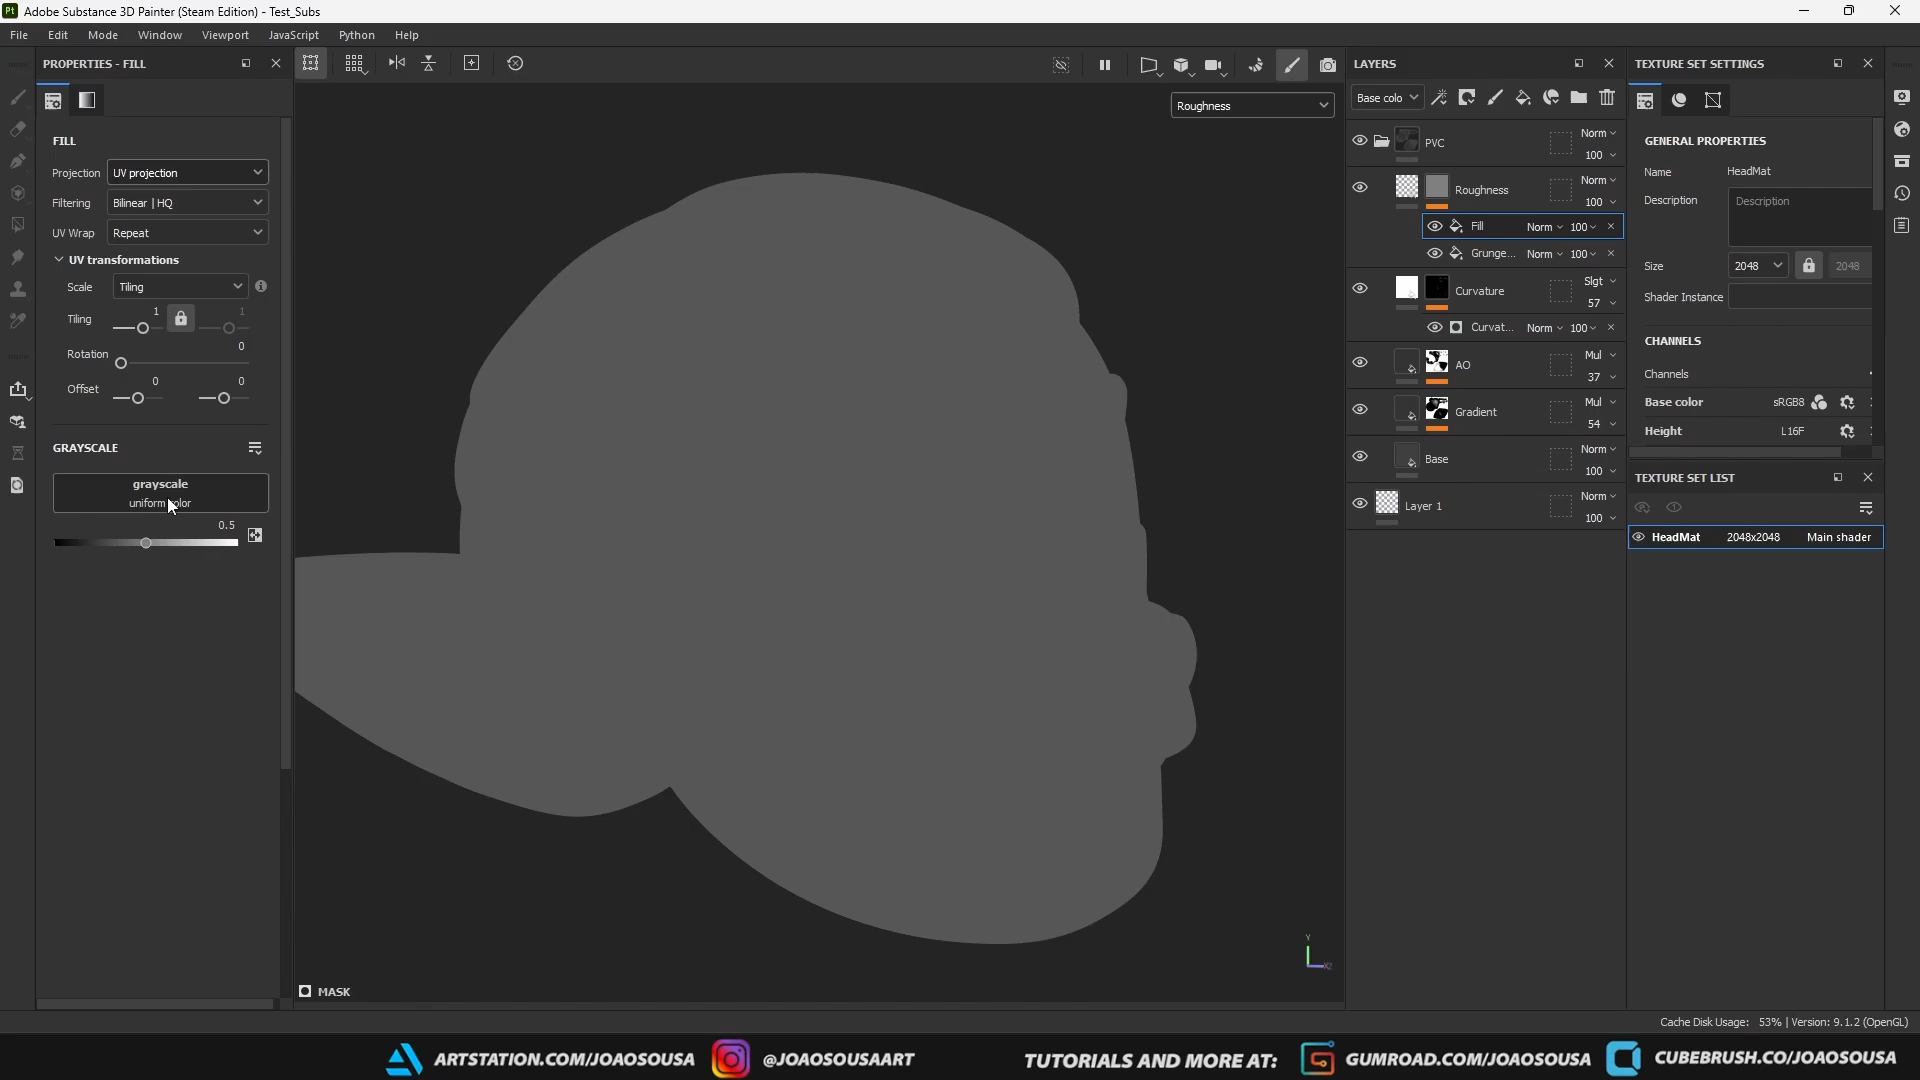 Pt Adobe Substance 3D Painter (Steam Edition) - Test_Subs
File Edit Mode Window Viewport JavaScript Python Help
PROPERTIES - FILL
FILL
Projection UV projection
Filtering Bilinear | HQ
UV Wrap Repeat
UV transformations
Scale Tiling
Tiling 1 1
Rotation 0
Offset 0 0
GRAYSCALE
grayscale
0.5
Roughness
Y
MASK
LAYERS
Base colo
PVC Norm 100
Roughness Norm 100
Fill Norm 100
Grunge... Norm 100
Curvature Slgt 57
Curvat... Norm 100
AO Mul 37
Gradient Mul 54
Base Norm 100
Layer 1 Norm 100
TEXTURE SET SETTINGS
GENERAL PROPERTIES
Name HeadMat
Description Description
Size 2048 2048
Shader Instance
CHANNELS
Channels
Base color sRGB8
Height L16F
TEXTURE SET LIST
HeadMat 2048x2048 Main shader
Cache Disk Usage: 53% | Version: 9.1.2 (OpenGL)
ARTSTATION.COM/JOAOSOUSA @JOAOSOUSAART TUTORIALS AND MORE AT: GUMROAD.COM/JOAOSOUSA CUBEBRUSH.CO/JOAOSOUSA